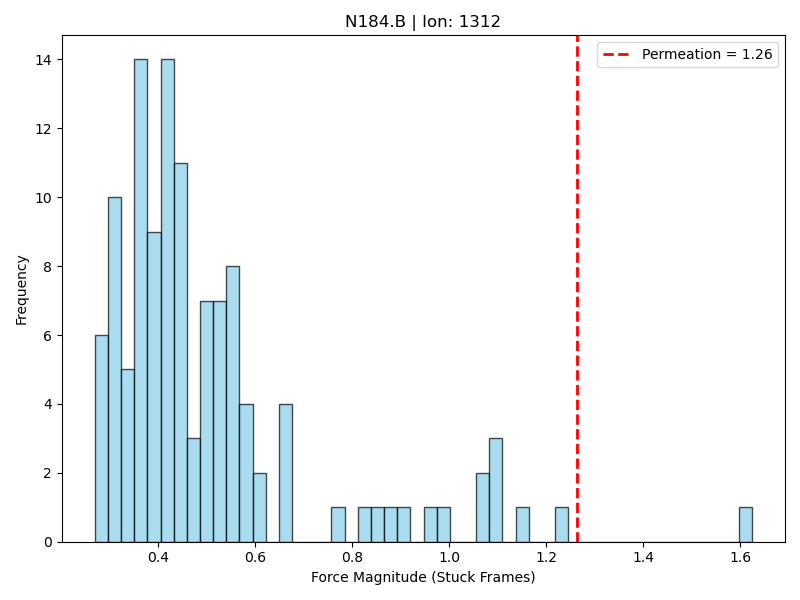 N184.B | Ion: 1312
Permeation = 1.26
Frequency
14
12
10
8
6
4
2
0
0.4 0.6 0.8 1.0 1.2 1.4 1.6
Force Magnitude (Stuck Frames)